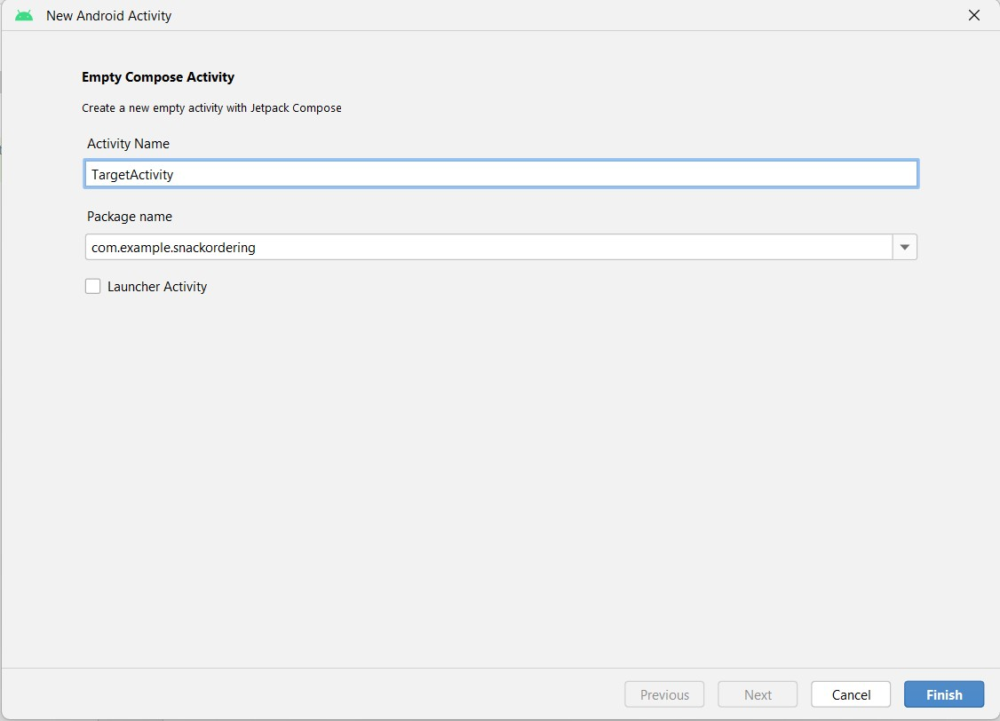 New Android Activity
Empty Compose Activity
Create a new empty activity with Jetpack Compose
Activity Name
TargetActivity
Package name
com.example.snackordering
Launcher Activity
Previous
Next
Cancel
Finish